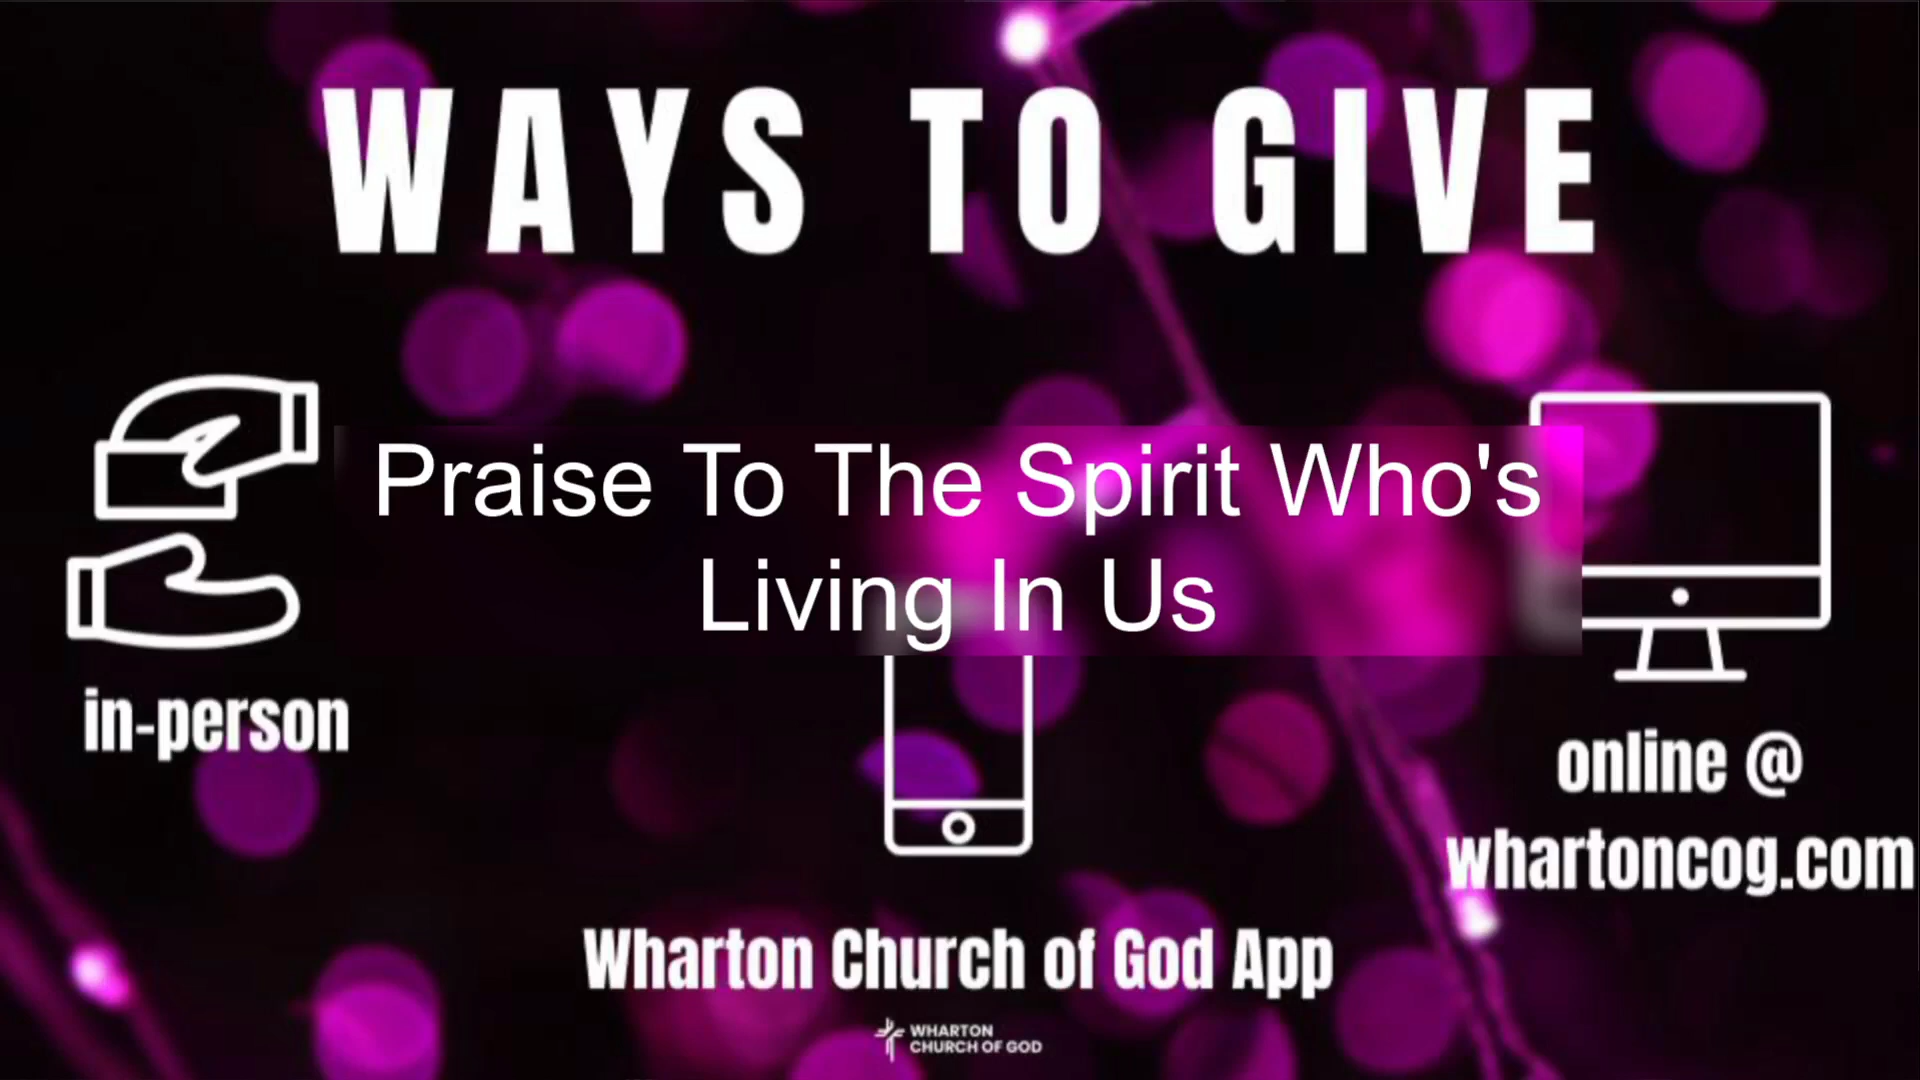 WAYS TO GIVE
Praise To The Spirit Who's
Living In Us
in-person
online @
whartoncog.com
Wharton Church of God App
WHARTON
CHURCH OF GOD